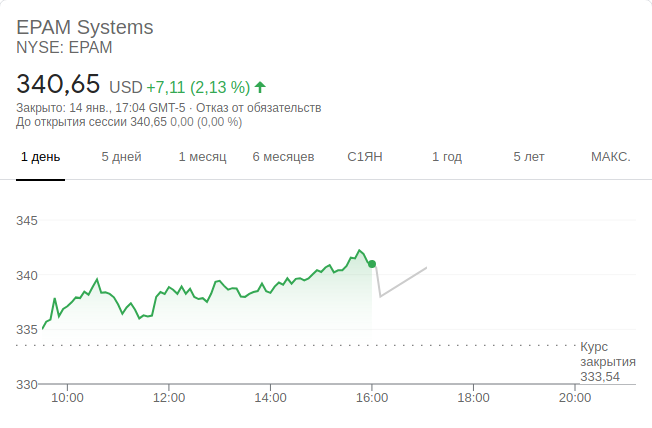 EPAM Systems
NYSE: EPAM
340,65 USD +7,11 (2,13 %)
Закрыто: 14 янв., 17:04 GMT-5 · Отказ от обязательств
До открытия сессии 340,65 0,00 (0,00 %)
1 день 5 дней 1 месяц 6 месяцев С1ЯН 1 год 5 лет МАКС.
345
340
335
Курс
закрытия
333,54
330
10:00 12:00 14:00 16:00 18:00 20:00